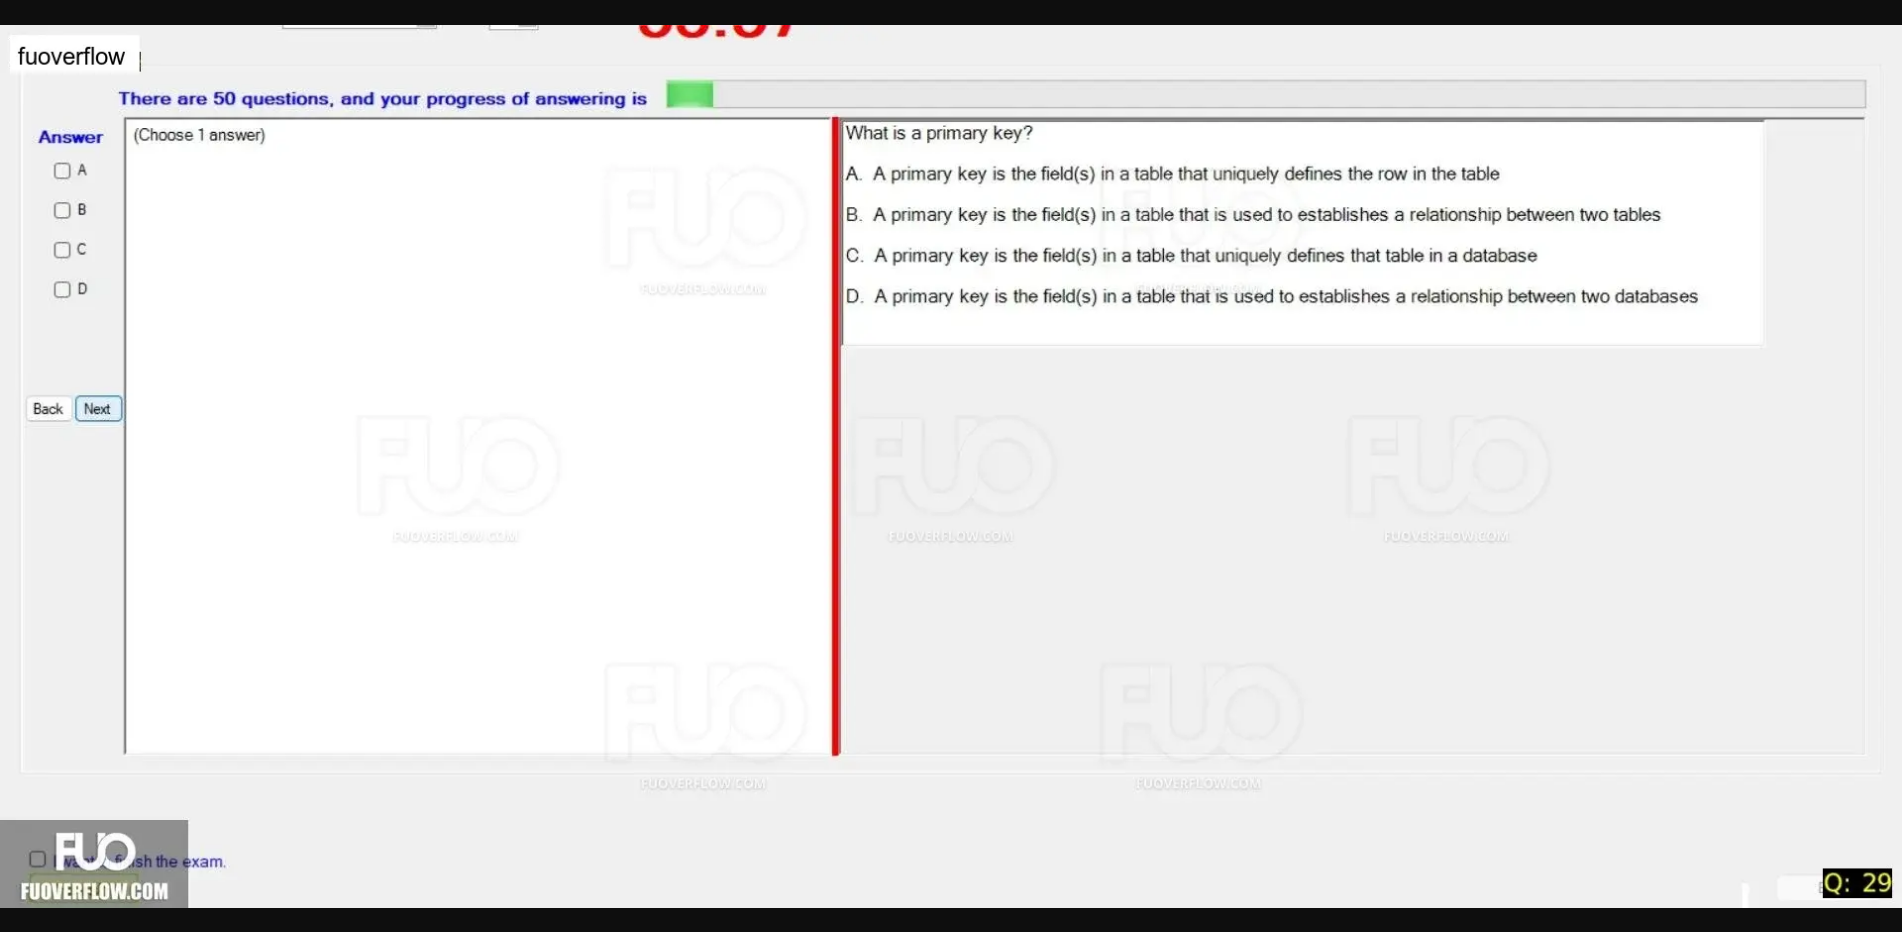 fuoverflow
There are 50 questions, and your progress of answering is
Answer
(Choose 1 answer)
A
B
C
D
Back
Next
What is a primary key?
A. A primary key is the field(s) in a table that uniquely defines the row in the table
B. A primary key is the field(s) in a table that is used to establishes a relationship between two tables
C. A primary key is the field(s) in a table that uniquely defines that table in a database
D. A primary key is the field(s) in a table that is used to establishes a relationship between two databases
FUO
FUOVERFLOW.COM
FUO
FUOVERFLOW.COM
FUO
FUOVERFLOW.COM
FUO
FUOVERFLOW.COM
FUO
FUOVERFLOW.COM
FUO
FUOVERFLOW.COM
FUO
FUOVERFLOW.COM
the exam.
FUO
FUOVERFLOW.COM
Q: 29